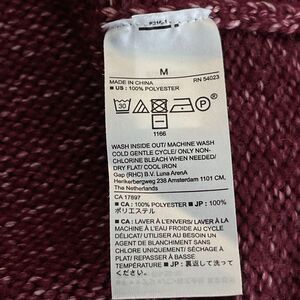 M
MADE IN CHINA RN 54023
■ US: 100% POLYESTER
30
P
1166
WASH INSIDE OUT/ MACHINE WASH
COLD GENTLE CYCLE/ ONLY NON-
CHLORINE BLEACH WHEN NEEDED/
DRY FLAT/ COOL IRON
Gap (RHC) B.V. Luna ArenA
Herikerbergweg 238 Amsterdam 1101 CM,
The Netherlands
CA 17897
■ CA: 100% POLYESTER ■ JP: 100%
ポリエステル
■ CA: LAVER À L'ENVERS/ LAVER À LA
MACHINE À L'EAU FROIDE AU CYCLE
DÉLICAT/ AU BESOIN UTILISER UN
AGENT DE BLANCHIMENT SANS
CHLORE UNIQUEMENT/ SÉCHAGE À
PLAT/ REPASSER À BASSE
TEMPÉRATURE ■ JP: 裏返して洗って
ください/